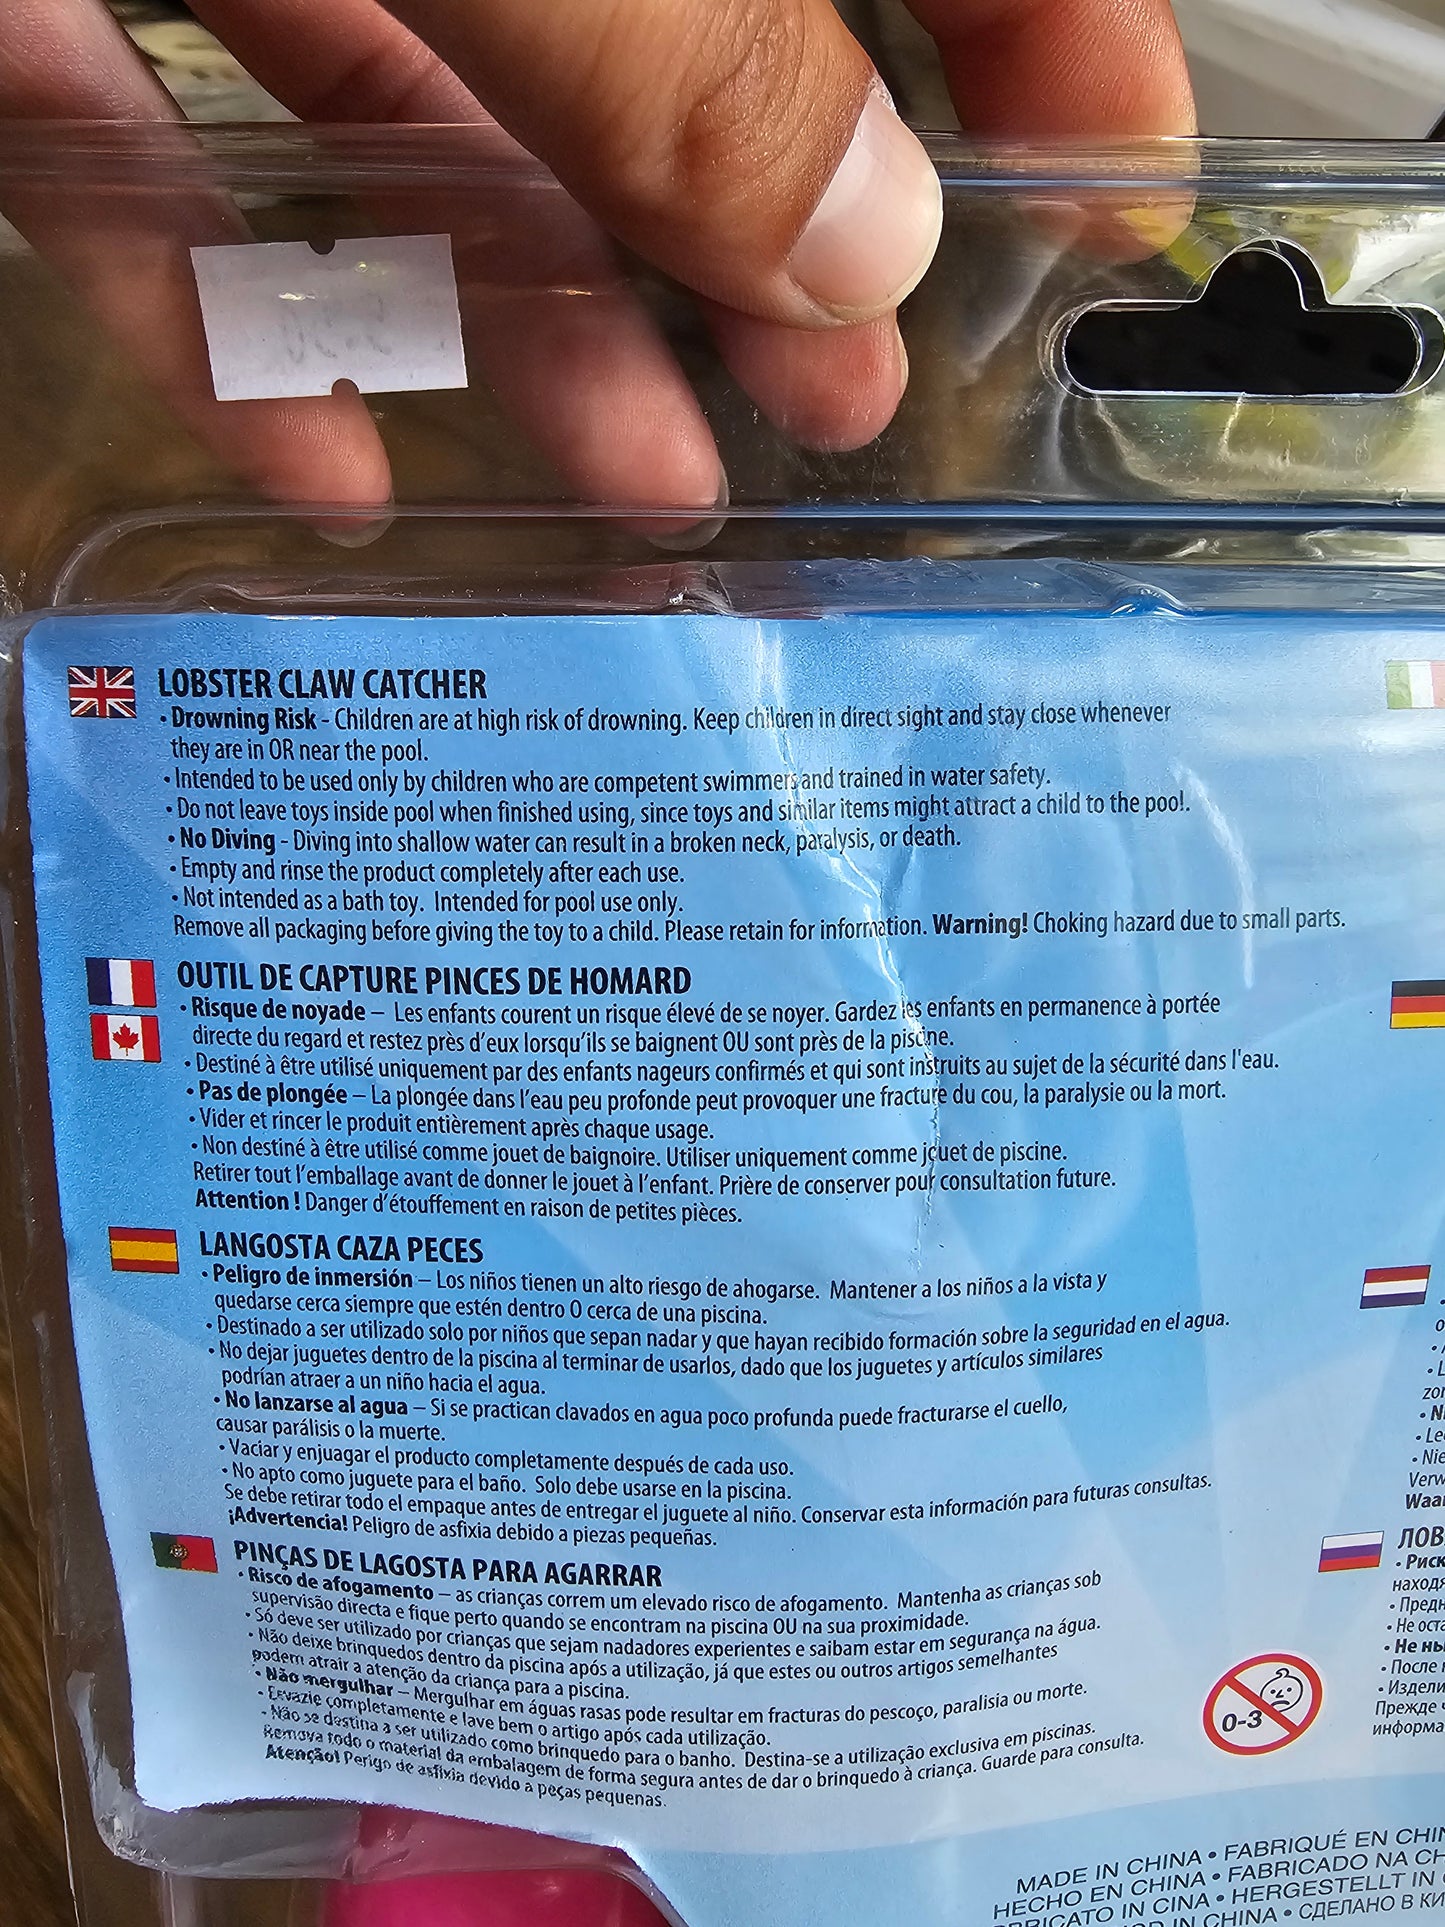 LOBSTER CLAW CATCHER
• Drowning Risk - Children are at high risk of drowning. Keep children in direct sight and stay close whenever
they are in OR near the pool.
• Intended to be used only by children who are competent swimmers and trained in water safety.
• Do not leave toys inside pool when finished using, since toys and similar items might attract a child to the pool.
• No Diving - Diving into shallow water can result in a broken neck, paralysis, or death.
• Empty and rinse the product completely after each use.
• Not intended as a bath toy. Intended for pool use only.
Remove all packaging before giving the toy to a child. Please retain for information. Warning! Choking hazard due to small parts.
OUTIL DE CAPTURE PINCES DE HOMARD
• Risque de noyade – Les enfants courent un risque élevé de se noyer. Gardez les enfants en permanence à portée
directe du regard et restez près d'eux lorsqu'ils se baignent OU sont près de la piscine.
• Destiné à être utilisé uniquement par des enfants nageurs confirmés et qui sont instruits au sujet de la sécurité dans l'eau.
• Pas de plongée – La plongée dans l'eau peu profonde peut provoquer une fracture du cou, la paralysie ou la mort.
• Vider et rincer le produit entièrement après chaque usage.
• Non destiné à être utilisé comme jouet de baignoire. Utiliser uniquement comme jouet de piscine.
Retirer tout l'emballage avant de donner le jouet à l'enfant. Prière de conserver pour consultation future.
Attention ! Danger d'étouffement en raison de petites pièces.
LANGOSTA CAZA PECES
• Peligro de inmersión – Los niños tienen un alto riesgo de ahogarse. Mantener a los niños a la vista y
quedarse cerca siempre que estén dentro O cerca de una piscina.
• Destinado a ser utilizado solo por niños que sepan nadar y que hayan recibido formación sobre la seguridad en el agua.
• No dejar juguetes dentro de la piscina al terminar de usarlos, dado que los juguetes y artículos similares
podrían atraer a un niño hacia el agua.
• No lanzarse al agua – Si se practican clavados en agua poco profunda puede fracturarse el cuello,
causar parálisis o la muerte.
• Vaciar y enjuagar el producto completamente después de cada uso.
• No apto como juguete para el baño. Solo debe usarse en la piscina.
Se debe retirar todo el empaque antes de entregar el juguete al niño. Conservar esta información para futuras consultas.
¡Advertencia! Peligro de asfixia debido a piezas pequeñas.
PINÇAS DE LAGOSTA PARA AGARRAR
• Risco de afogamento – as crianças correm um elevado risco de afogamento. Mantenha as crianças sob
supervisão directa e fique perto quando se encontram na piscina OU na sua proximidade.
• Só deve ser utilizado por crianças que sejam nadadores experientes e saibam estar em segurança na água.
• Não deixe brinquedos dentro da piscina após a utilização, já que estes ou outros artigos semelhantes
podem atrair a atenção da criança para a piscina.
• Não mergulhar – Mergulhar em águas rasas pode resultar em fracturas do pescoço, paralisia ou morte.
• Esvazie completamente e lave bem o artigo após cada utilização.
• Não se destina a ser utilizado como brinquedo para o banho. Destina-se a utilização exclusiva em piscinas.
Remova todo o material da embalagem de forma segura antes de dar o brinquedo à criança. Guarde para consulta.
Atenção! Perigo de asfixia devido a peças pequenas.
0-3
zo
• N
• Le
• Nie
Verw
Waa
ЛОВ
• Риск
находя
• Предн
• Не оста
• Не ны
• После
• Издели
Прежде
информа
MADE IN CHINA • FABRIQUÉ EN CHIN
HECHO EN CHINA • FABRICADO NA CH
BRICATO IN CINA • HERGESTELLT IN
IN CHINA • СДЕЛАНО В КИ